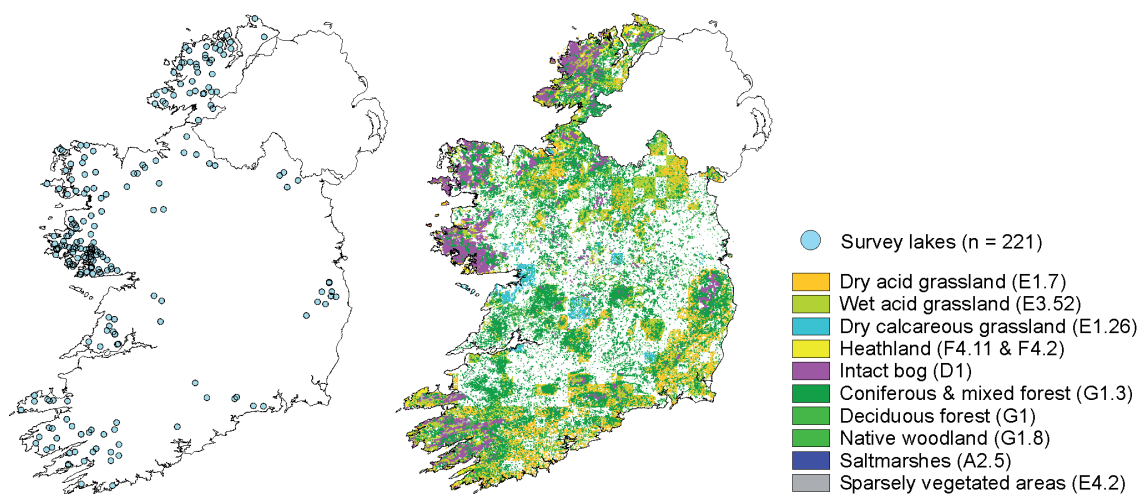 Survey lakes (n = 221)
Dry acid grassland (E1.7)
Wet acid grassland (E3.52)
Dry calcareous grassland (E1.26)
Heathland (F4.11 & F4.2)
Intact bog (D1)
Coniferous & mixed forest (G1.3)
Deciduous forest (G1)
Native woodland (G1.8)
Saltmarshes (A2.5)
Sparsely vegetated areas (E4.2)